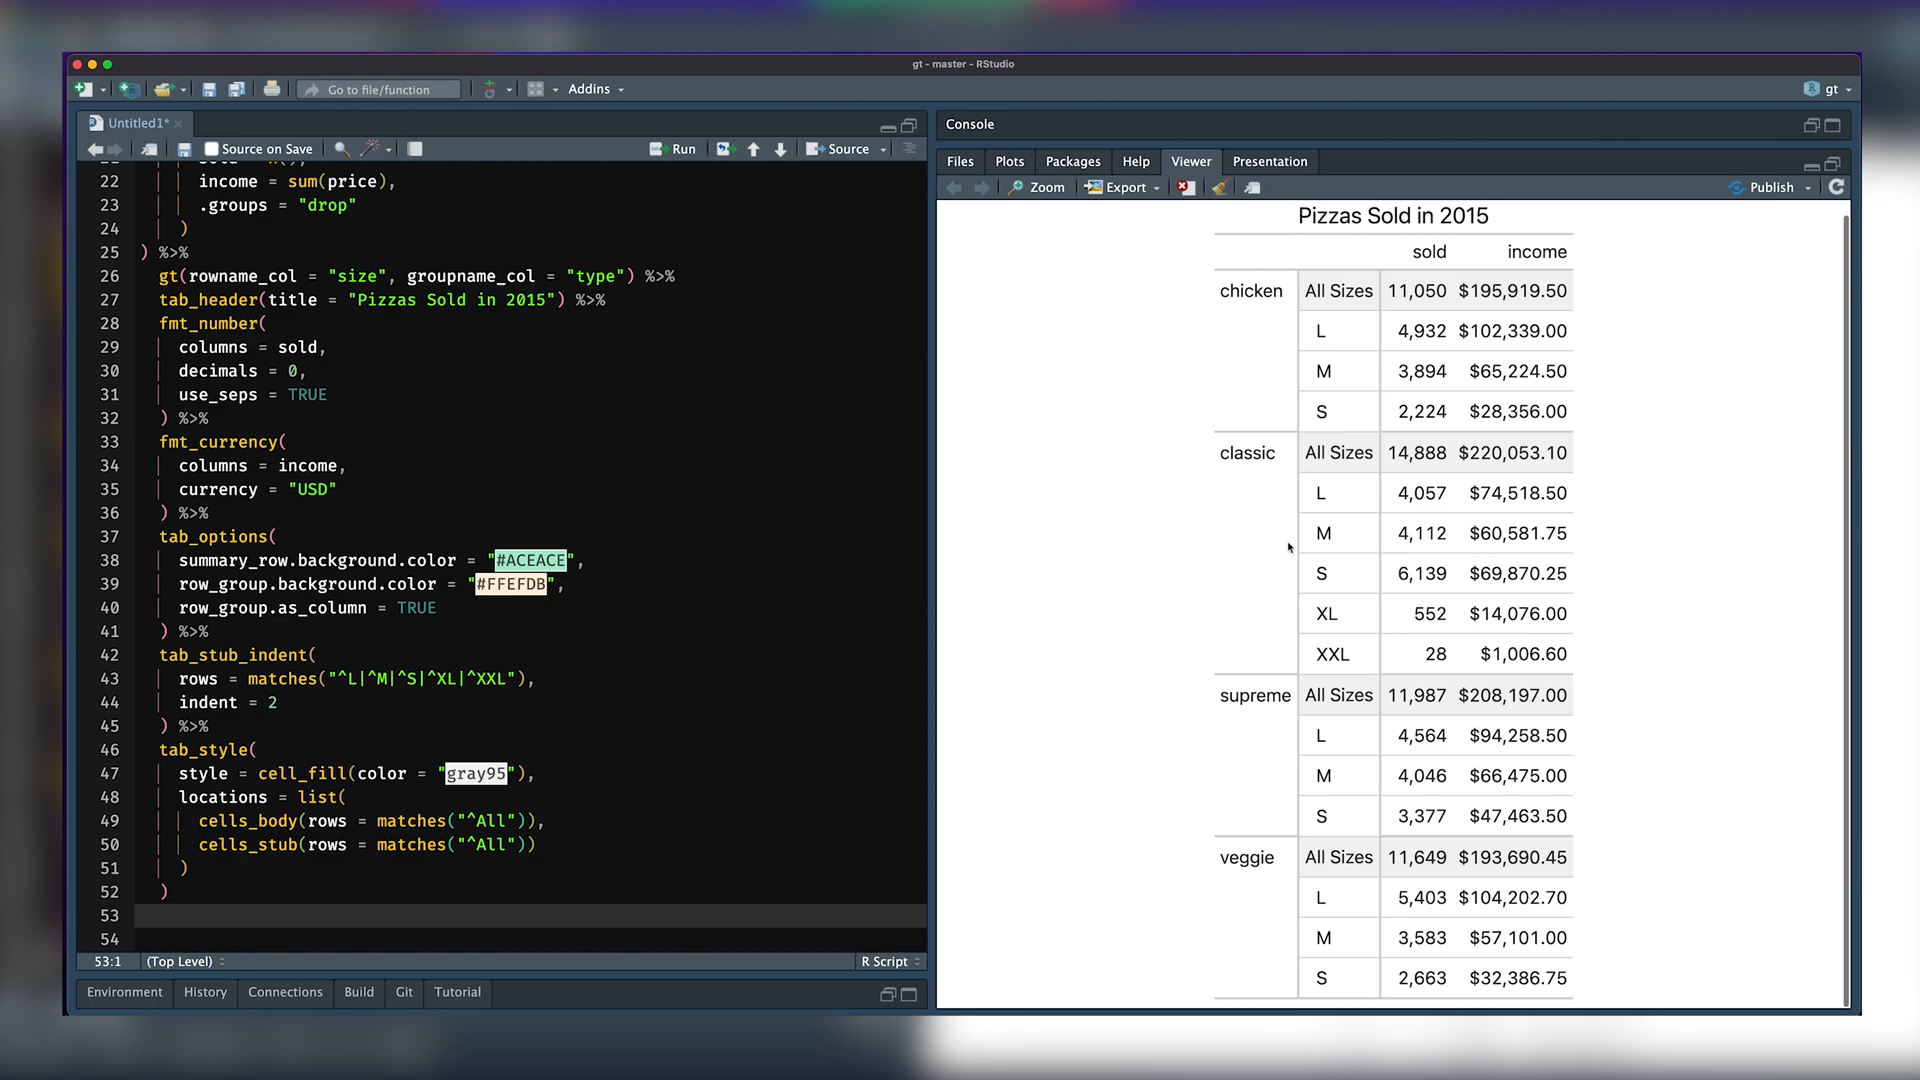 gt - master - RStudio
Go to file/function
Addins
gt
Untitled1*
Source on Save
Run
Source
22 income = sum(price),
23 .groups = "drop"
24 )
25 ) %>%
26 gt(rowname_col = "size", groupname_col = "type") %>%
27 tab_header(title = "Pizzas Sold in 2015") %>%
28 fmt_number(
29 columns = sold,
30 decimals = 0,
31 use_seps = TRUE
32 ) %>%
33 fmt_currency(
34 columns = income,
35 currency = "USD"
36 ) %>%
37 tab_options(
38 summary_row.background.color = "#ACEACE",
39 row_group.background.color = "#FFEFDB",
40 row_group.as_column = TRUE
41 ) %>%
42 tab_stub_indent(
43 rows = matches("^L|^M|^S|^XL|^XXL"),
44 indent = 2
45 ) %>%
46 tab_style(
47 style = cell_fill(color = "gray95"),
48 locations = list(
49 cells_body(rows = matches("^All")),
50 cells_stub(rows = matches("^All"))
51 )
52 )
53
54
53:1 (Top Level) R Script
Environment History Connections Build Git Tutorial
Console
Files Plots Packages Help Viewer Presentation
Zoom Export Publish
Pizzas Sold in 2015
sold income
chicken All Sizes 11,050 $195,919.50
L 4,932 $102,339.00
M 3,894 $65,224.50
S 2,224 $28,356.00
classic All Sizes 14,888 $220,053.10
L 4,057 $74,518.50
M 4,112 $60,581.75
S 6,139 $69,870.25
XL 552 $14,076.00
XXL 28 $1,006.60
supreme All Sizes 11,987 $208,197.00
L 4,564 $94,258.50
M 4,046 $66,475.00
S 3,377 $47,463.50
veggie All Sizes 11,649 $193,690.45
L 5,403 $104,202.70
M 3,583 $57,101.00
S 2,663 $32,386.75